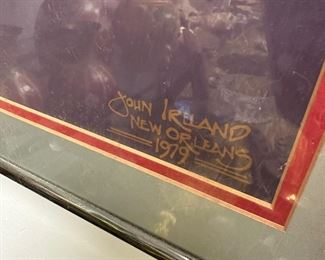 JOHN IRELAND
NEW ORLEANS
1979